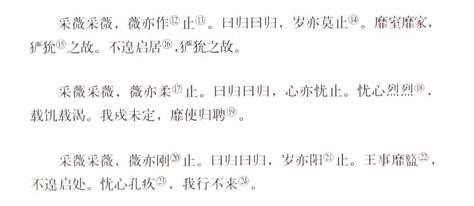 采薇采薇，薇亦作⑫止⑬。曰归曰归，岁亦莫止⑭。靡室靡家，
𤞤狁⑮之故。不遑启居⑯，𤞤狁之故。
采薇采薇，薇亦柔⑰止。曰归曰归，心亦忧止。忧心烈烈⑱，
载饥载渴。我戍未定，靡使归聘⑲。
采薇采薇，薇亦刚⑳止。曰归曰归，岁亦阳㉑止。王事靡盬㉒，
不遑启处。忧心孔疚㉓，我行不来㉔。